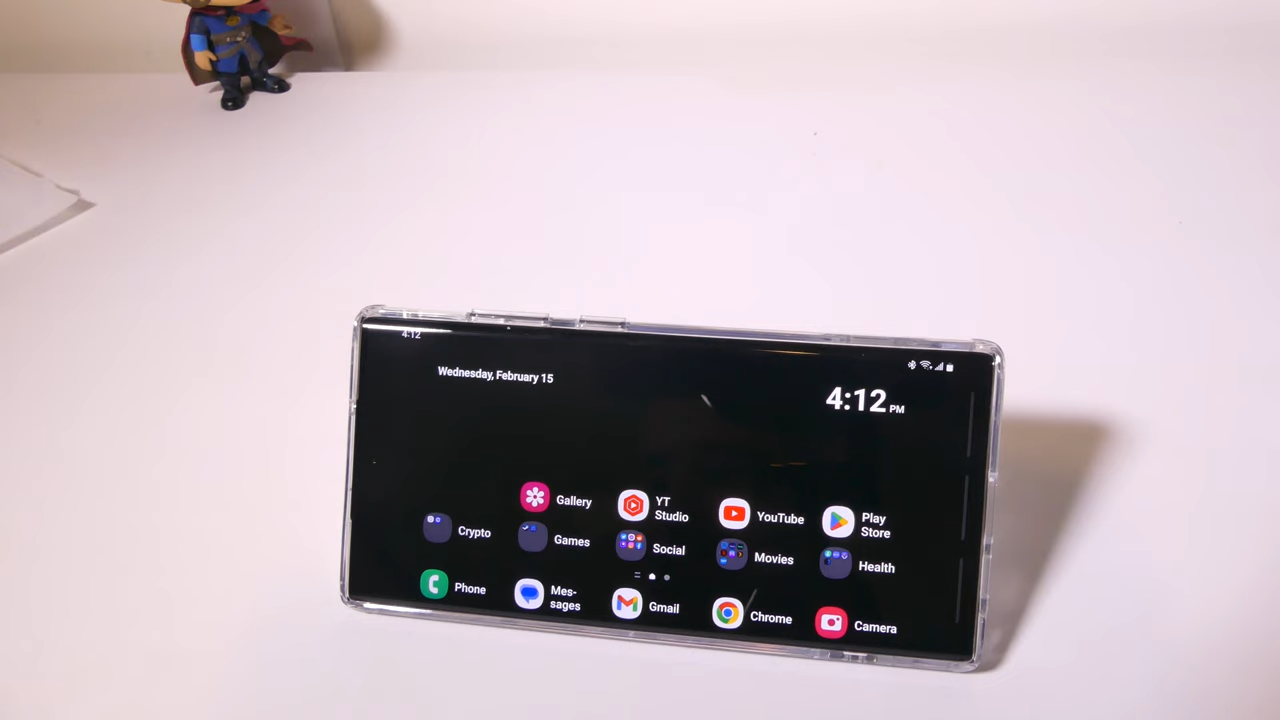 4:12
Wednesday, February 15
4:12 PM
Gallery
YT
Studio
YouTube
Play
Store
Crypto
Games
Social
Movies
Health
Phone
Mes-
sages
Gmail
Chrome
Camera